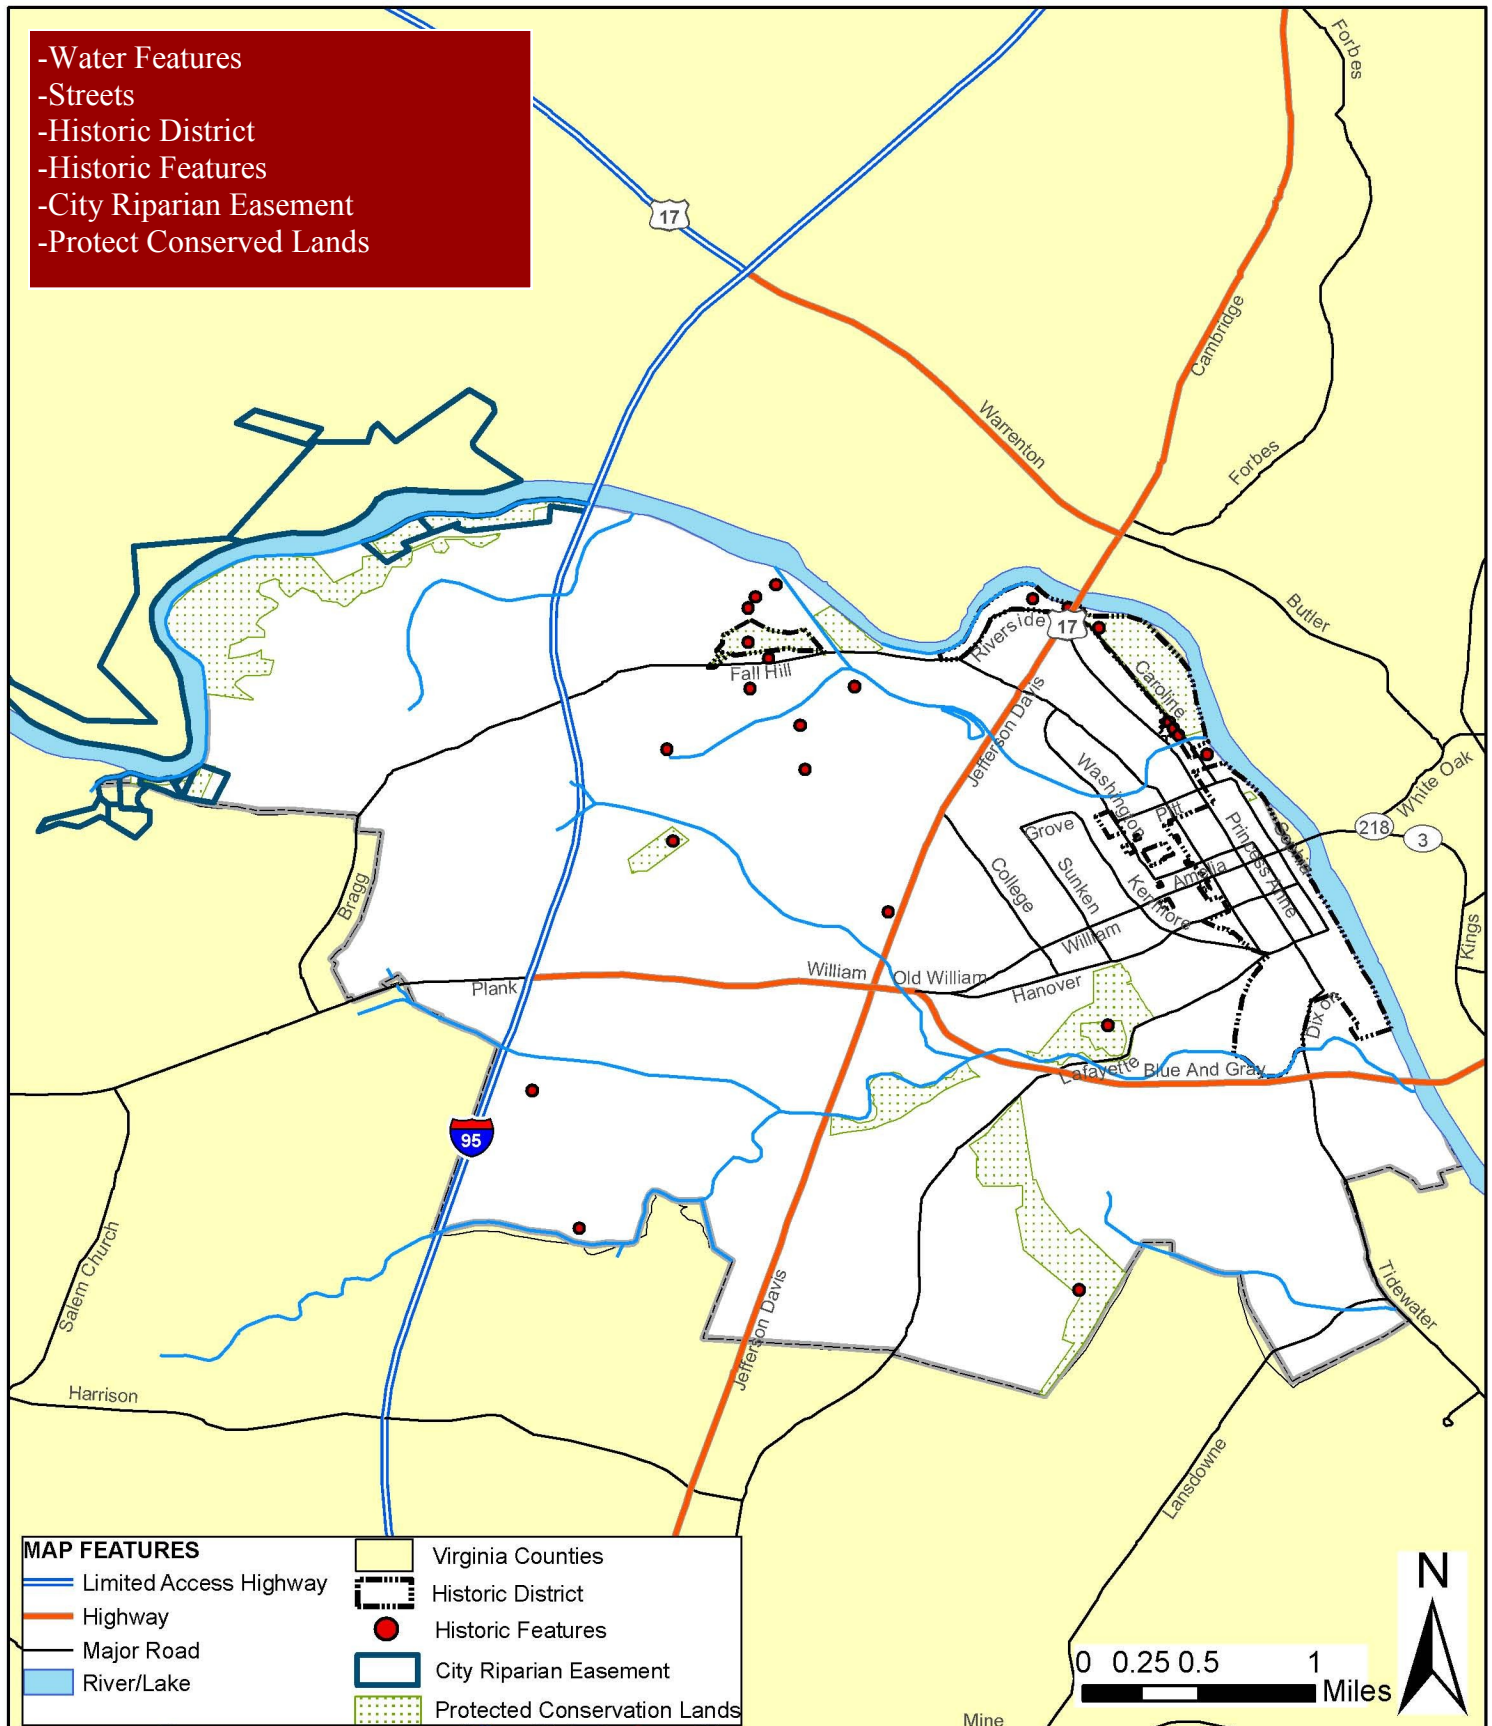 -Water Features
-Streets
-Historic District
-Historic Features
-City Riparian Easement
-Protect Conserved Lands
Forbes
17
Cambridge
Warrenton
Forbes
Butler
Riverside
17
Fall Hill
Caroline
Jefferson Davis
Washington
White Oak
Pitt
Princess Anne
Sophia
218
3
Grove
College
Sunken
Kenmore
Amelia
Bragg
William
Kings
Plank
William
Old William
Hanover
Dixon
Lafayette
Blue And Gray
95
Salem Church
Jefferson Davis
Tidewater
Harrison
Lansdowne
MAP FEATURES
Limited Access Highway
Highway
Major Road
River/Lake
Virginia Counties
Historic District
Historic Features
City Riparian Easement
Protected Conservation Lands
N
0 0.25 0.5 1
Miles
Mine